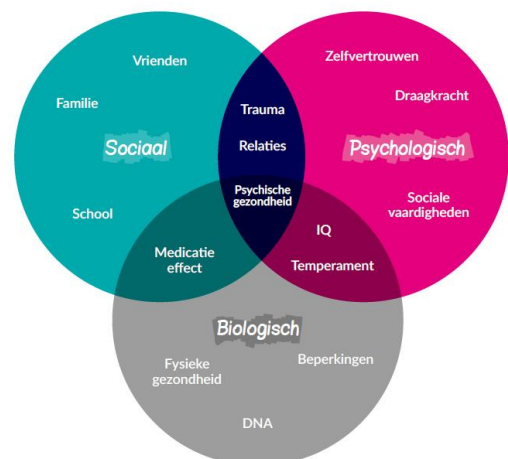 Vrienden
Familie
Sociaal
School
Trauma
Relaties
Psychische
gezondheid
Zelfvertrouwen
Draagkracht
Psychologisch
Sociale
vaardigheden
Medicatie
effect
IQ
Temperament
Biologisch
Fysieke
gezondheid
Beperkingen
DNA